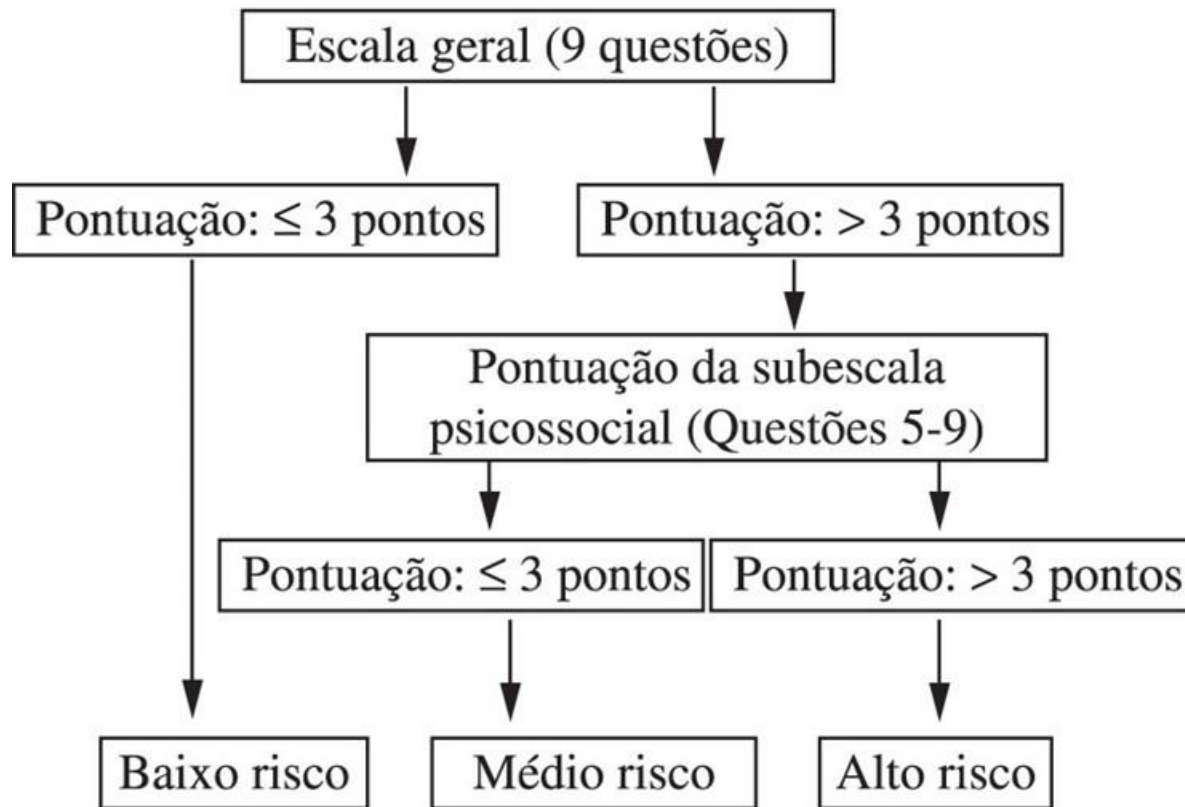 Escala geral (9 questões)
Pontuação: ≤ 3 pontos
Pontuação: > 3 pontos
Pontuação da subescala
psicossocial (Questões 5-9)
Pontuação: ≤ 3 pontos
Pontuação: > 3 pontos
Baixo risco
Médio risco
Alto risco